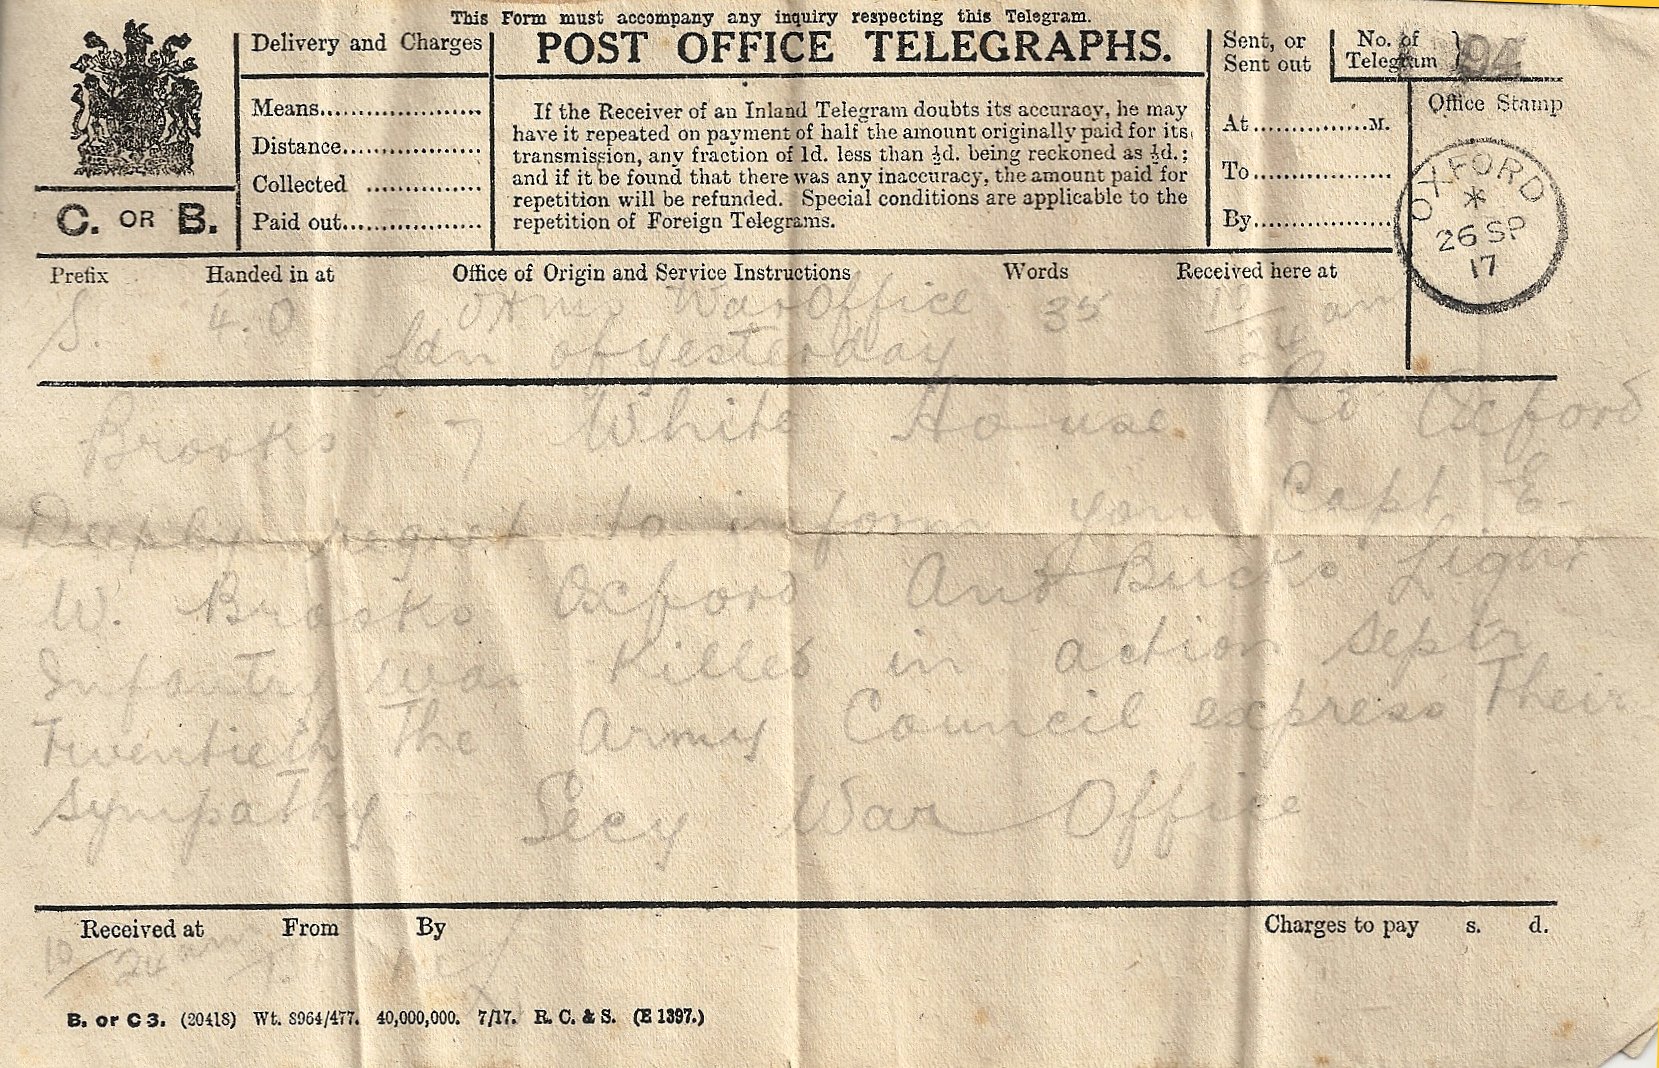 This Form must accompany any inquiry respecting this Telegram.
Delivery and Charges
POST OFFICE TELEGRAPHS.
Sent, or
Sent out
No. of
Telegram
94
Means
Distance
Collected
Paid out
If the Receiver of an Inland Telegram doubts its accuracy, he may
have it repeated on payment of half the amount originally paid for its
transmission, any fraction of 1d. less than ½d. being reckoned as ½d.;
and if it be found that there was any inaccuracy, the amount paid for
repetition will be refunded. Special conditions are applicable to the
repetition of Foreign Telegrams.
At...............M.
To
By
Office Stamp
OXFORD
*
26 SP
17
C. OR B.
Prefix Handed in at Office of Origin and Service Instructions Words Received here at
S. 4.0 OHMS War Office 35 10/24 am
Ldn of yesterday
Brooks 7 White House Rd Oxford
Deeply regret to inform you Capt E-
W. Brooks Oxford And Bucks Light
Infantry was Killed in action Septr
Twentieth The Army Council express Their
Sympathy. Secy War Office
Received at From By Charges to pay s. d.
10/24 am
B. or C 3. (20418) Wt. 8964/477. 40,000,000. 7/17. R. C. & S. (E 1397.)